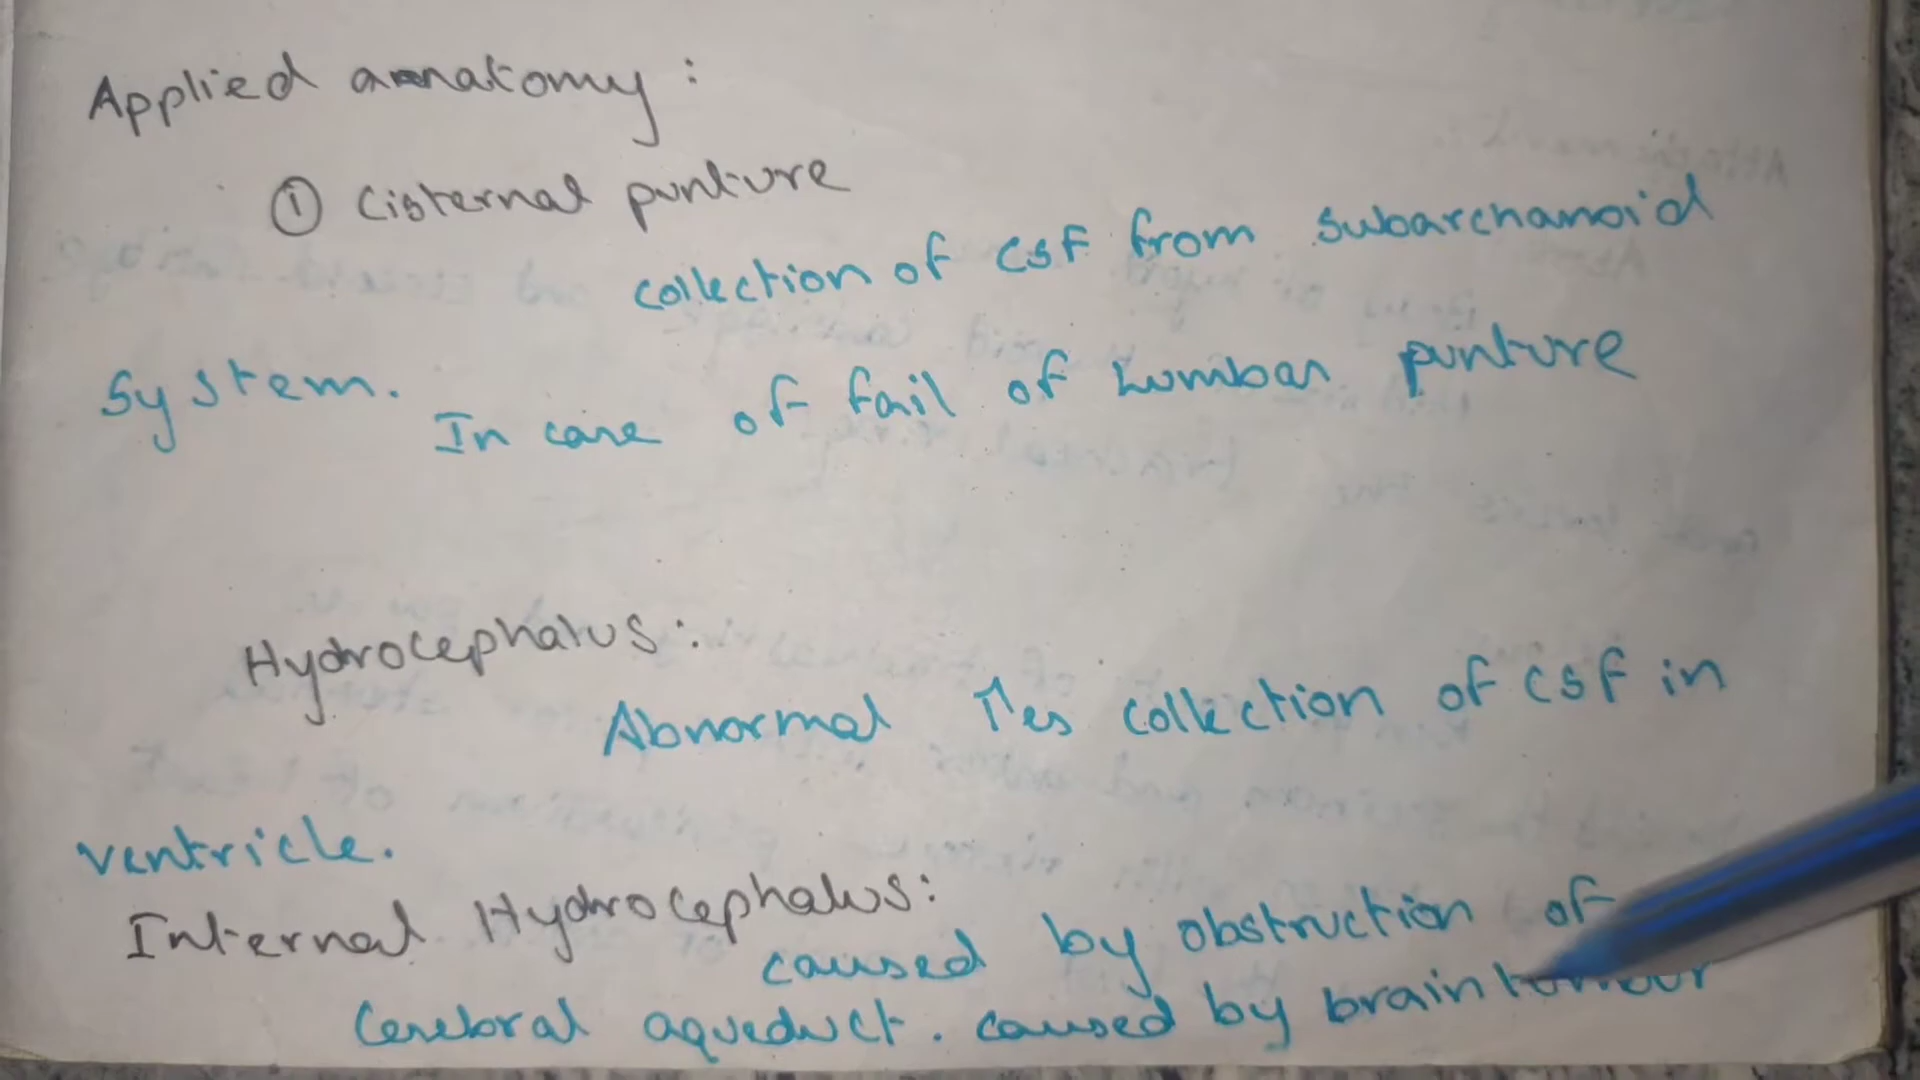 Applied anatomy :
① Cisternal punture
collection of CSF from subarchanoid
System.
In case of fail of Lumbar punture
Hydrocephalus :
Abnormal ↑es collection of CSF in
ventricle.
Internal Hydrocephalus :
caused by obstruction of
Cerebral aqueduct. caused by brain tumour